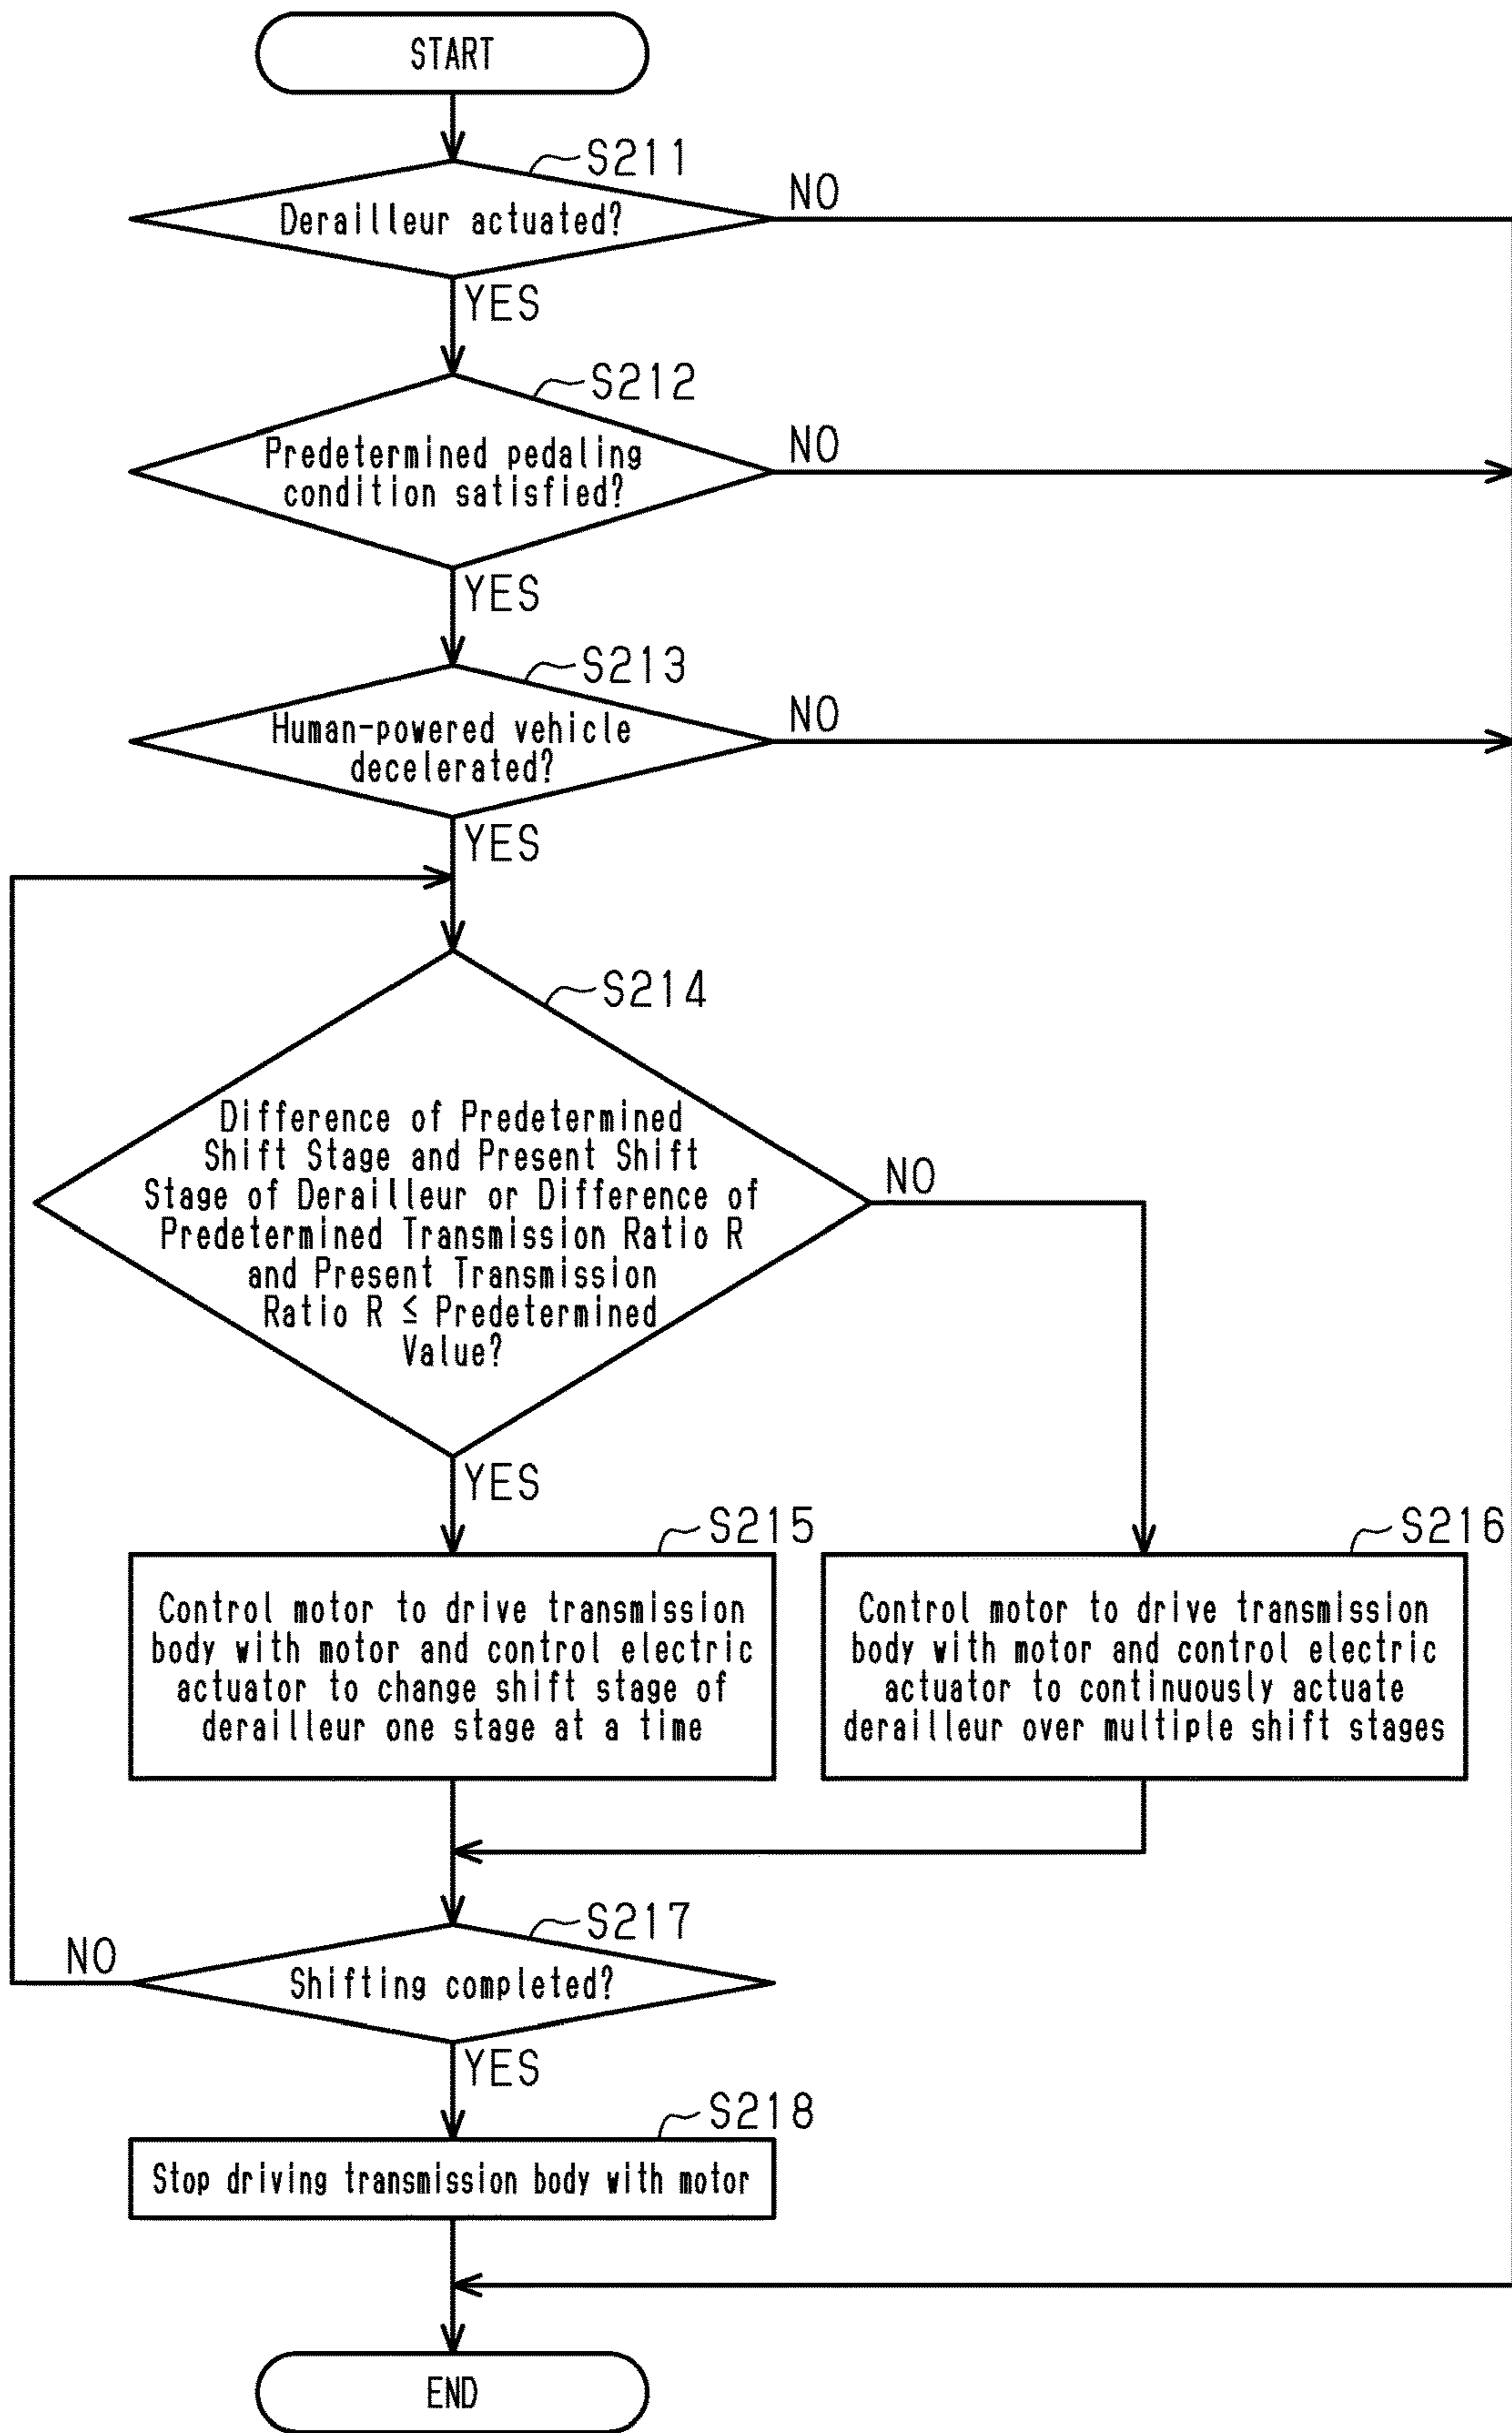 START
S211
Derailleur actuated?
NO
YES
S212
Predetermined pedaling
condition satisfied?
NO
YES
S213
Human-powered vehicle
decelerated?
NO
YES
S214
Difference of Predetermined
Shift Stage and Present Shift
Stage of Derailleur or Difference of
Predetermined Transmission Ratio R
and Present Transmission
Ratio R ≤ Predetermined
Value?
NO
YES
S215
Control motor to drive transmission
body with motor and control electric
actuator to change shift stage of
derailleur one stage at a time
S216
Control motor to drive transmission
body with motor and control electric
actuator to continuously actuate
derailleur over multiple shift stages
S217
Shifting completed?
NO
YES
S218
Stop driving transmission body with motor
END